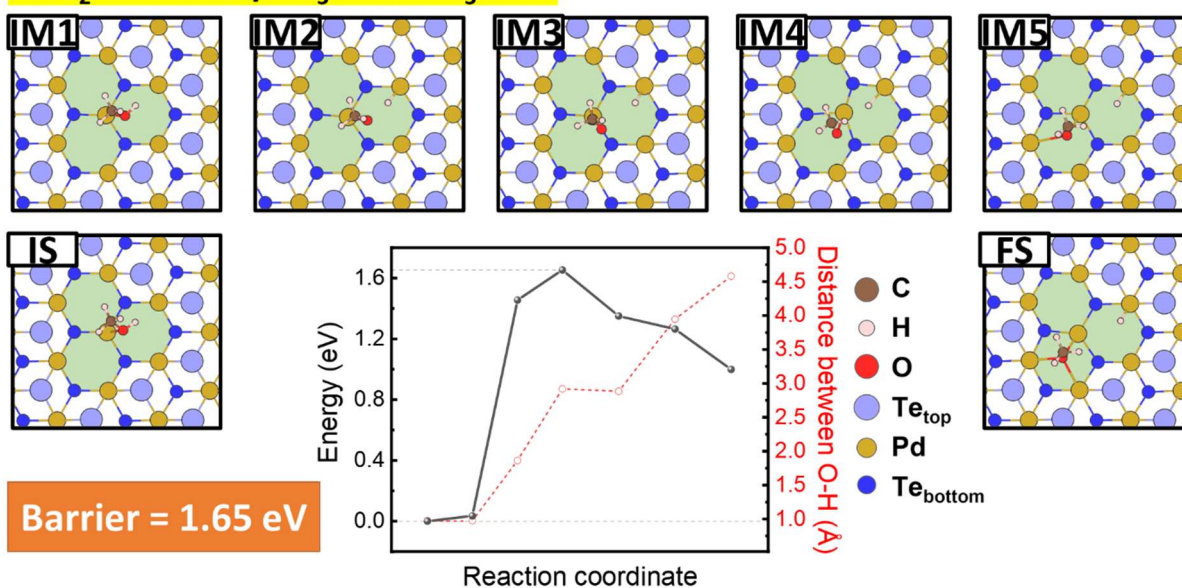 IM1
IM2
IM3
IM4
IM5
IS
FS
Energy (eV)
1.6
1.2
0.8
0.4
0.0
Reaction coordinate
5.0
4.5
4.0
3.5
3.0
2.5
2.0
1.5
1.0
Distance between O-H (Å)
C
H
O
Te_top
Pd
Te_bottom
Barrier = 1.65 eV